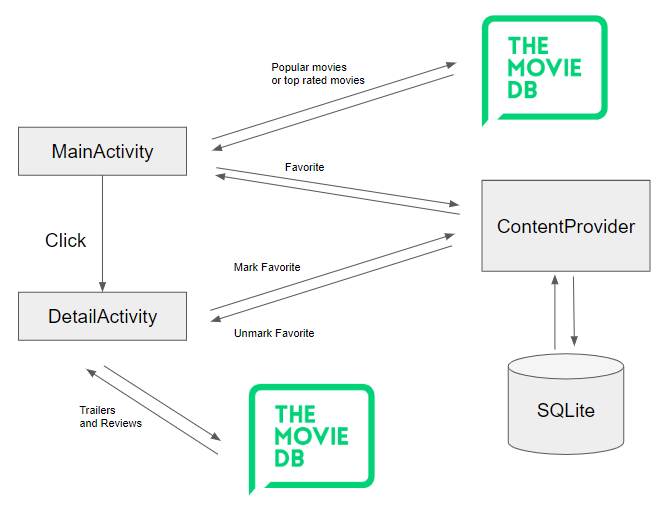 Popular movies
or top rated movies
THE
MOVIE
DB
MainActivity
Favorite
ContentProvider
Click
Mark Favorite
DetailActivity
Unmark Favorite
Trailers
and Reviews
THE
MOVIE
DB
SQLite